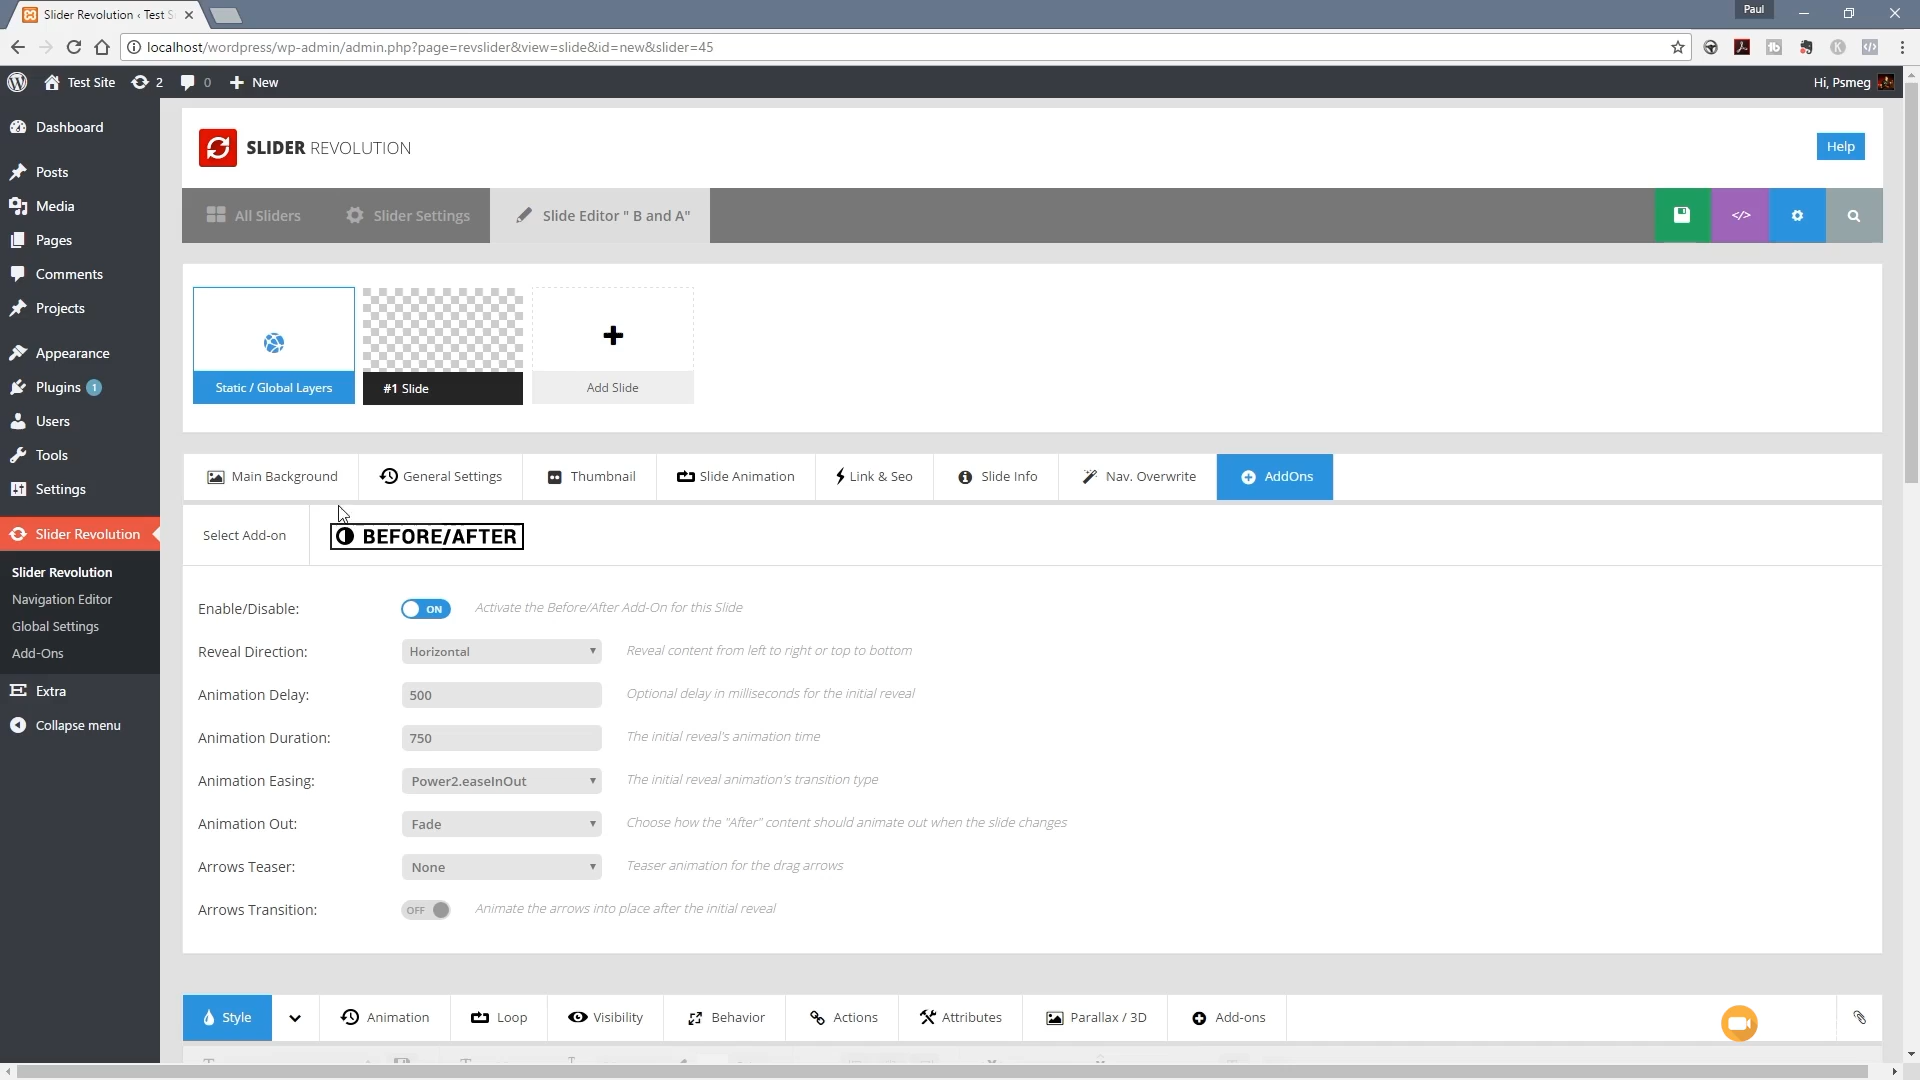 Slider Revolution ‹ Test S
Paul
localhost/wordpress/wp-admin/admin.php?page=revslider&view=slide&id=new&slider=45
Test Site 2 0 New
Hi, Psmeg
Dashboard
Posts
Media
Pages
Comments
Projects
Appearance
Plugins 1
Users
Tools
Settings
Slider Revolution
Slider Revolution
Navigation Editor
Global Settings
Add-Ons
Extra
Collapse menu
SLIDER REVOLUTION
Help
All Sliders
Slider Settings
Slide Editor " B and A"
</>
Static / Global Layers
#1 Slide
Add Slide
Main Background
General Settings
Thumbnail
Slide Animation
Link & Seo
Slide Info
Nav. Overwrite
AddOns
Select Add-on
BEFORE/AFTER
Enable/Disable: ON Activate the Before/After Add-On for this Slide
Reveal Direction: Horizontal Reveal content from left to right or top to bottom
Animation Delay: 500 Optional delay in milliseconds for the initial reveal
Animation Duration: 750 The initial reveal's animation time
Animation Easing: Power2.easeInOut The initial reveal animation's transition type
Animation Out: Fade Choose how the "After" content should animate out when the slide changes
Arrows Teaser: None Teaser animation for the drag arrows
Arrows Transition: OFF Animate the arrows into place after the initial reveal
Style
Animation
Loop
Visibility
Behavior
Actions
Attributes
Parallax / 3D
Add-ons